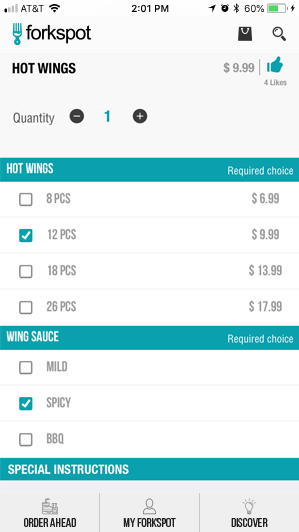 AT&T 2:01 PM 60%
forkspot
HOT WINGS $ 9.99
4 Likes
Quantity 1
HOT WINGS Required choice
8 PCS $ 6.99
12 PCS $ 9.99
18 PCS $ 13.99
26 PCS $ 17.99
WING SAUCE Required choice
MILD
SPICY
BBQ
SPECIAL INSTRUCTIONS
ORDER AHEAD MY FORKSPOT DISCOVER